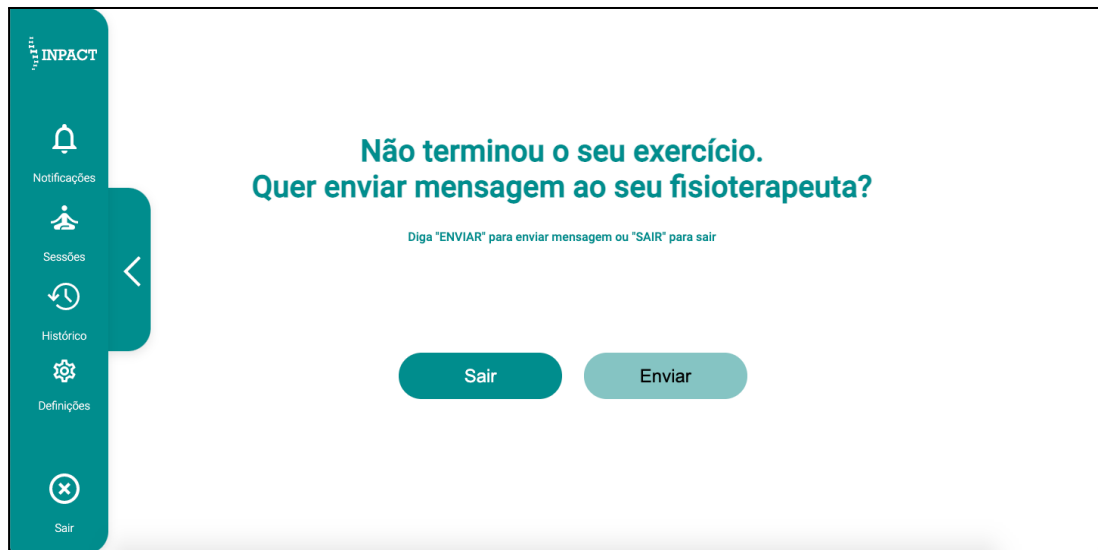 INPACT
Notificações
Sessões
Histórico
Definições
Sair
Não terminou o seu exercício.
Quer enviar mensagem ao seu fisioterapeuta?
Diga "ENVIAR" para enviar mensagem ou "SAIR" para sair
Sair
Enviar